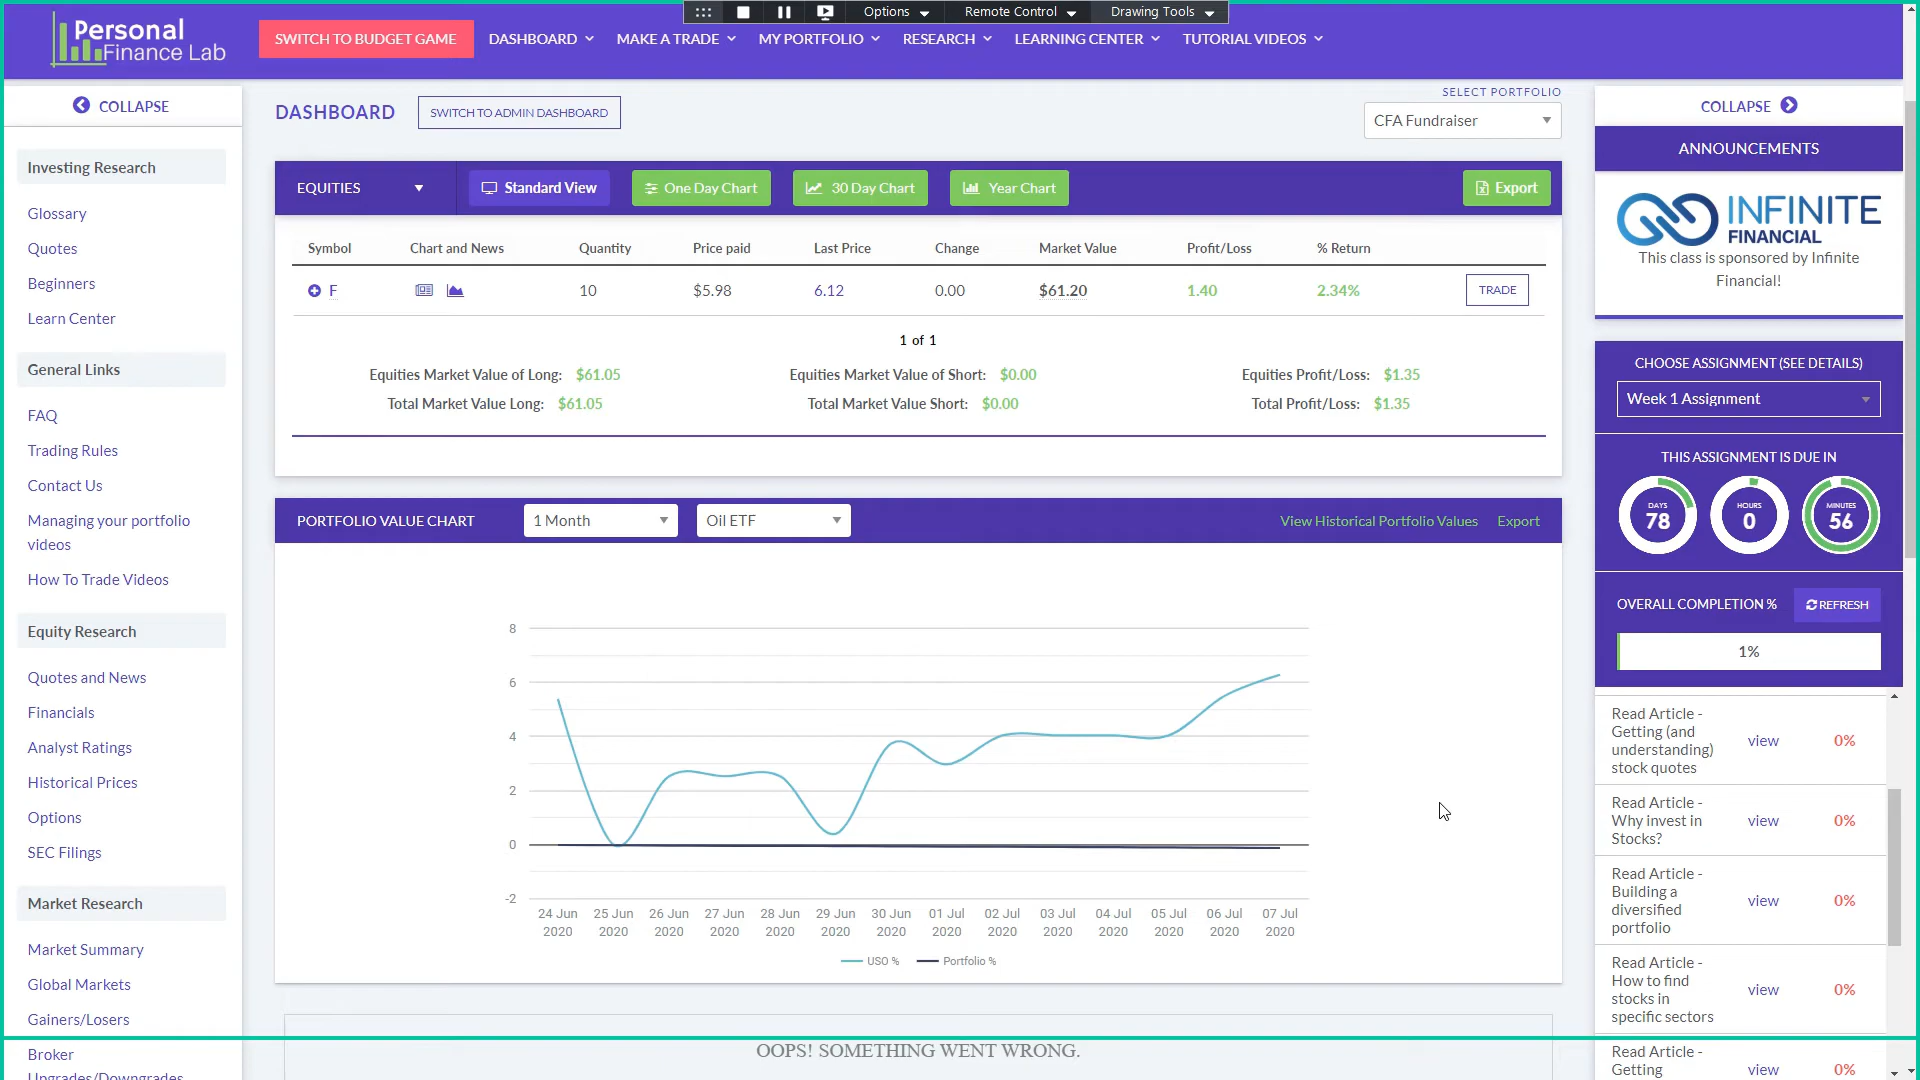 Options
Remote Control
Drawing Tools
Personal
Finance Lab
SWITCH TO BUDGET GAME
DASHBOARD
MAKE A TRADE
MY PORTFOLIO
RESEARCH
LEARNING CENTER
TUTORIAL VIDEOS
COLLAPSE
Investing Research
Glossary
Quotes
Beginners
Learn Center
General Links
FAQ
Trading Rules
Contact Us
Managing your portfolio
videos
How To Trade Videos
Equity Research
Quotes and News
Financials
Analyst Ratings
Historical Prices
Options
SEC Filings
Market Research
Market Summary
Global Markets
Gainers/Losers
Broker
Upgrades/Downgrades
DASHBOARD
SWITCH TO ADMIN DASHBOARD
SELECT PORTFOLIO
CFA Fundraiser
EQUITIES
Standard View
One Day Chart
30 Day Chart
Year Chart
Export
Symbol Chart and News Quantity Price paid Last Price Change Market Value Profit/Loss % Return
F 10 $5.98 6.12 0.00 $61.20 1.40 2.34% TRADE
1 of 1
Equities Market Value of Long: $61.05 Equities Market Value of Short: $0.00 Equities Profit/Loss: $1.35
Total Market Value Long: $61.05 Total Market Value Short: $0.00 Total Profit/Loss: $1.35
PORTFOLIO VALUE CHART
1 Month
Oil ETF
View Historical Portfolio Values
Export
8
6
4
2
0
-2
24 Jun 25 Jun 26 Jun 27 Jun 28 Jun 29 Jun 30 Jun 01 Jul 02 Jul 03 Jul 04 Jul 05 Jul 06 Jul 07 Jul
2020 2020 2020 2020 2020 2020 2020 2020 2020 2020 2020 2020 2020 2020
USO % Portfolio %
OOPS! SOMETHING WENT WRONG.
COLLAPSE
ANNOUNCEMENTS
INFINITE
FINANCIAL
This class is sponsored by Infinite
Financial!
CHOOSE ASSIGNMENT (SEE DETAILS)
Week 1 Assignment
THIS ASSIGNMENT IS DUE IN
DAYS HOURS MINUTES
78 0 56
OVERALL COMPLETION %
REFRESH
1%
Read Article -
Getting (and
understanding)
stock quotes
view 0%
Read Article -
Why invest in
Stocks?
view 0%
Read Article -
Building a
diversified
portfolio
view 0%
Read Article -
How to find
stocks in
specific sectors
view 0%
Read Article -
Getting
view 0%